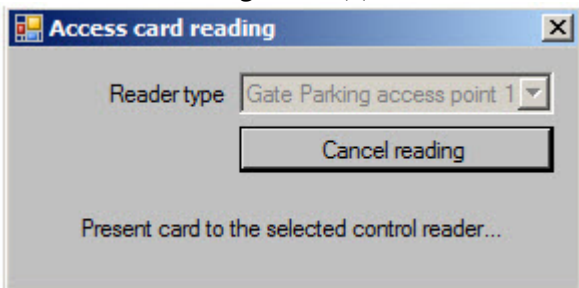 Access card reading
Reader type Gate Parking access point 1
Cancel reading
Present card to the selected control reader...